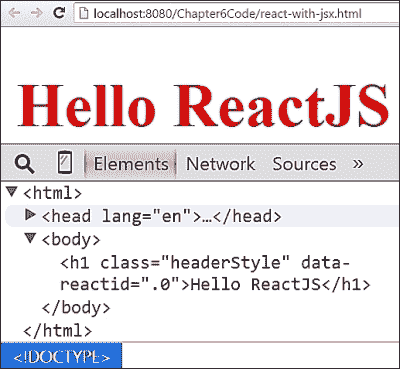 localhost:8080/Chapter6Code/react-with-jsx.html
Hello ReactJS
Elements Network Sources »
▼ <html>
▶ <head lang="en">…</head>
▼ <body>
<h1 class="headerStyle" data-
reactid=".0">Hello ReactJS</h1>
</body>
</html>
<!DOCTYPE>